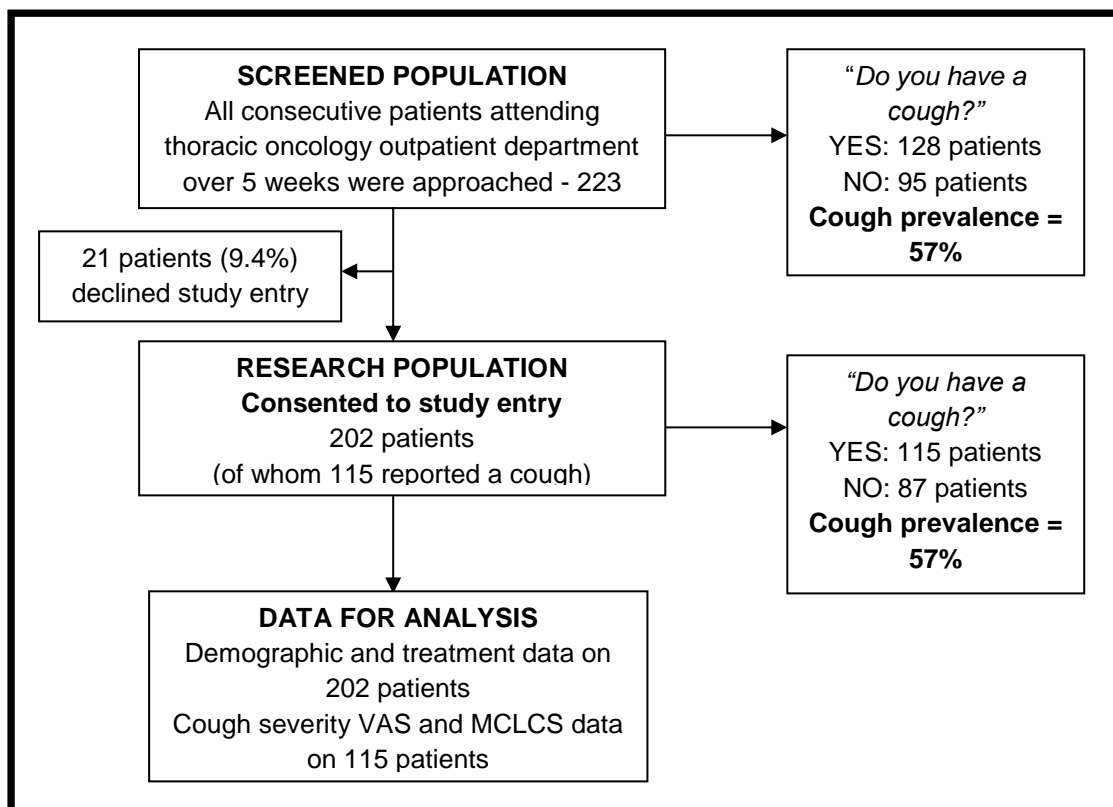 SCREENED POPULATION
All consecutive patients attending
thoracic oncology outpatient department
over 5 weeks were approached - 223
“Do you have a
cough?”
YES: 128 patients
NO: 95 patients
Cough prevalence =
57%
21 patients (9.4%)
declined study entry
RESEARCH POPULATION
Consented to study entry
202 patients
(of whom 115 reported a cough)
“Do you have a
cough?”
YES: 115 patients
NO: 87 patients
Cough prevalence =
57%
DATA FOR ANALYSIS
Demographic and treatment data on
202 patients
Cough severity VAS and MCLCS data
on 115 patients